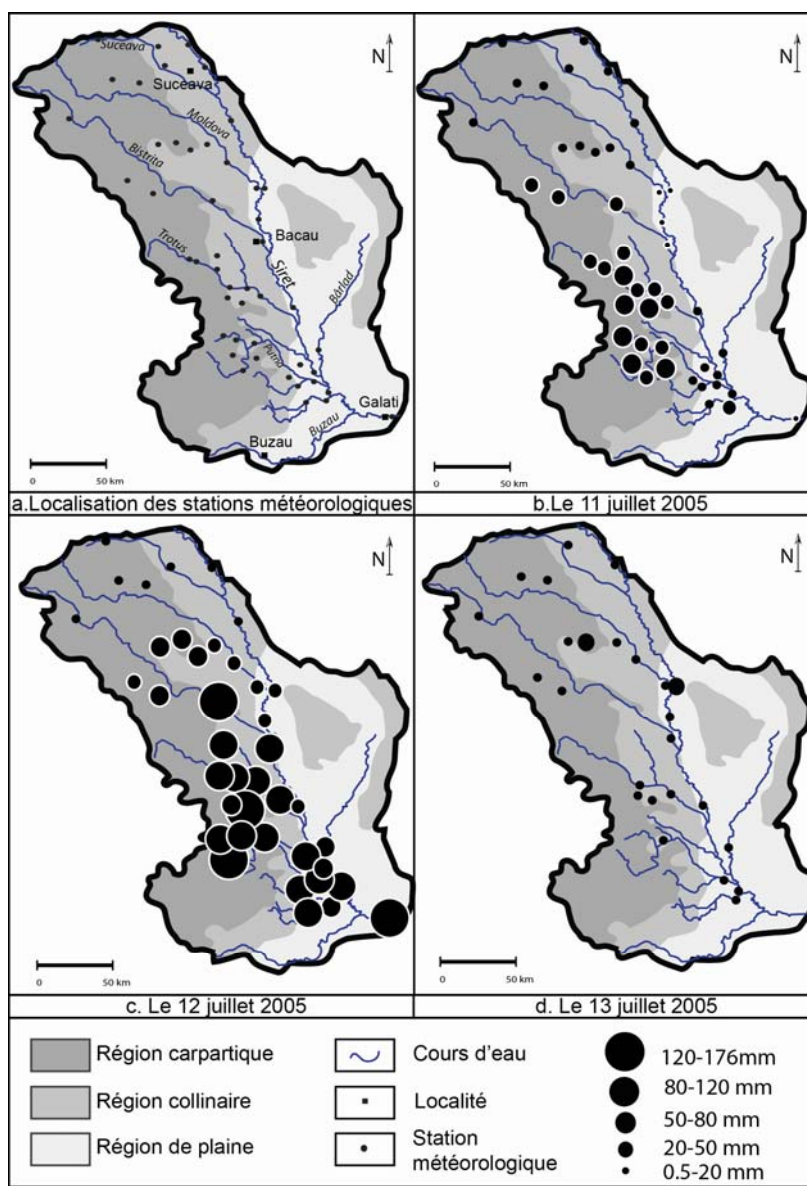 N
Suceava
Suceava
Moldova
Bistrita
Trotus
Bacau
Siret
Bârlad
Putna
Galati
Buzau
Buzau
0 50 km
a.Localisation des stations météorologiques
N
0 50 km
b.Le 11 juillet 2005
N
0 50 km
c. Le 12 juillet 2005
N
0 50 km
d. Le 13 juillet 2005
Région carpartique
Région collinaire
Région de plaine
Cours d'eau
Localité
Station
météorologique
120-176mm
80-120 mm
50-80 mm
20-50 mm
0.5-20 mm